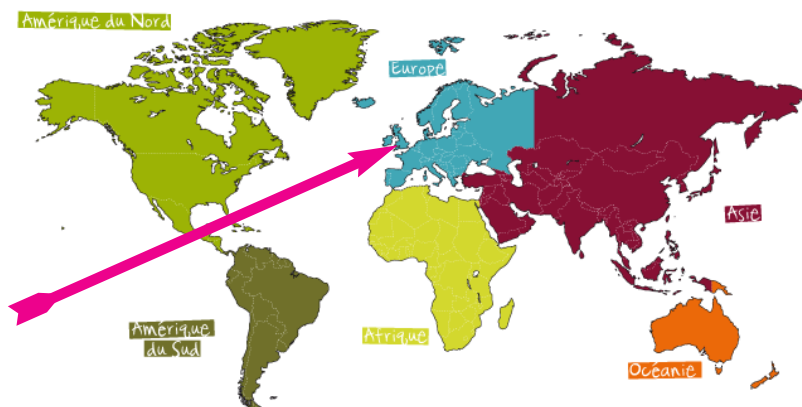 Amérique du Nord
Europe
Asie
Amérique
du Sud
Afrique
Océanie